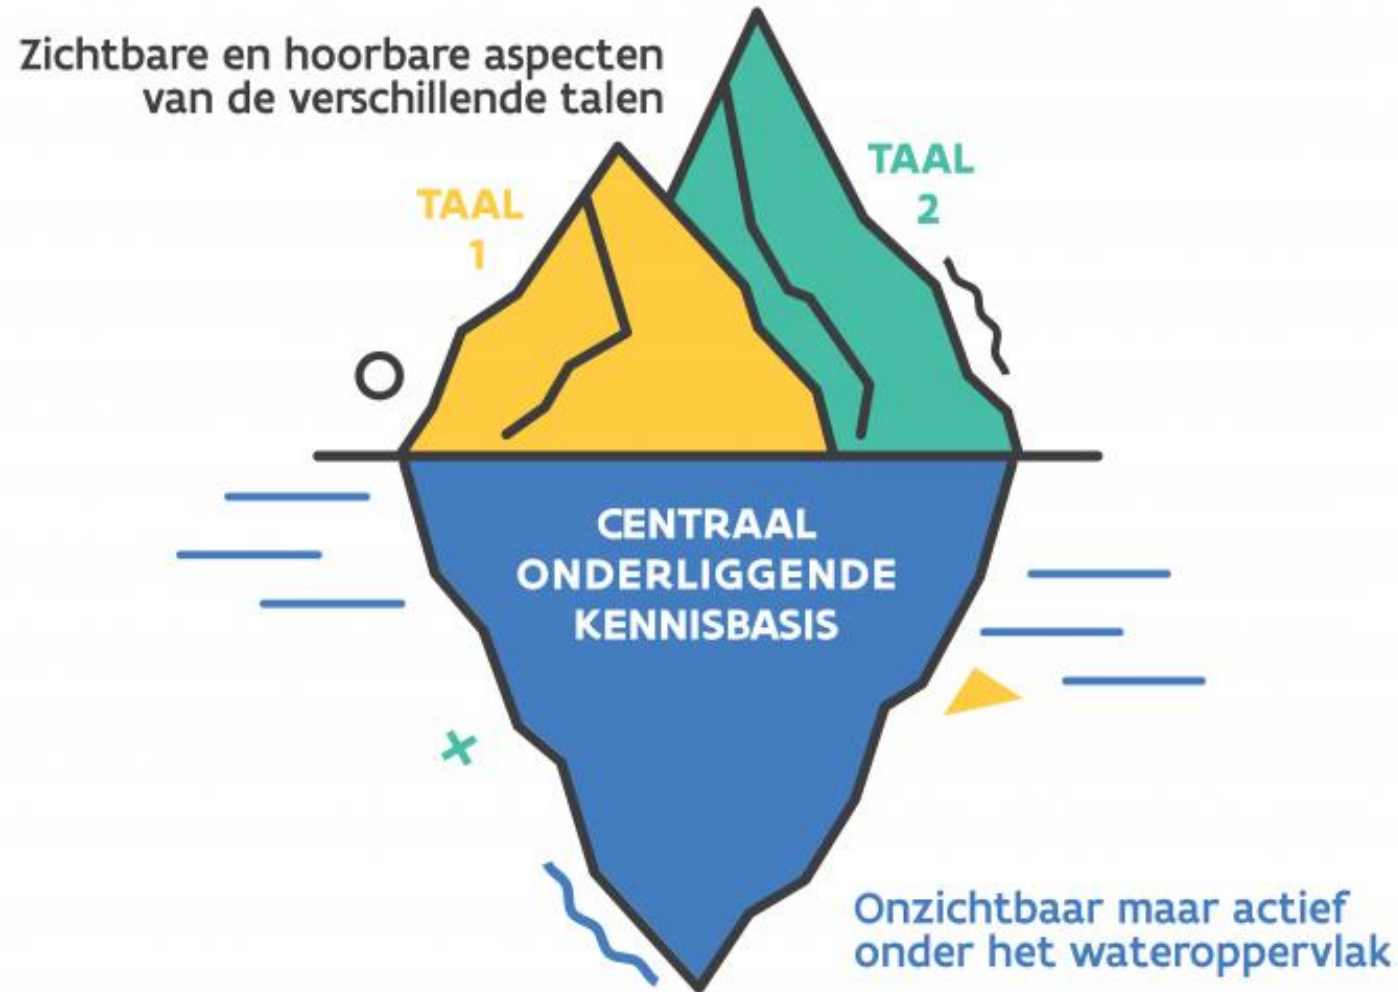 Zichtbare en hoorbare aspecten
van de verschillende talen
TAAL
1
TAAL
2
CENTRAAL
ONDERLIGGENDE
KENNISBASIS
Onzichtbaar maar actief
onder het wateroppervlak